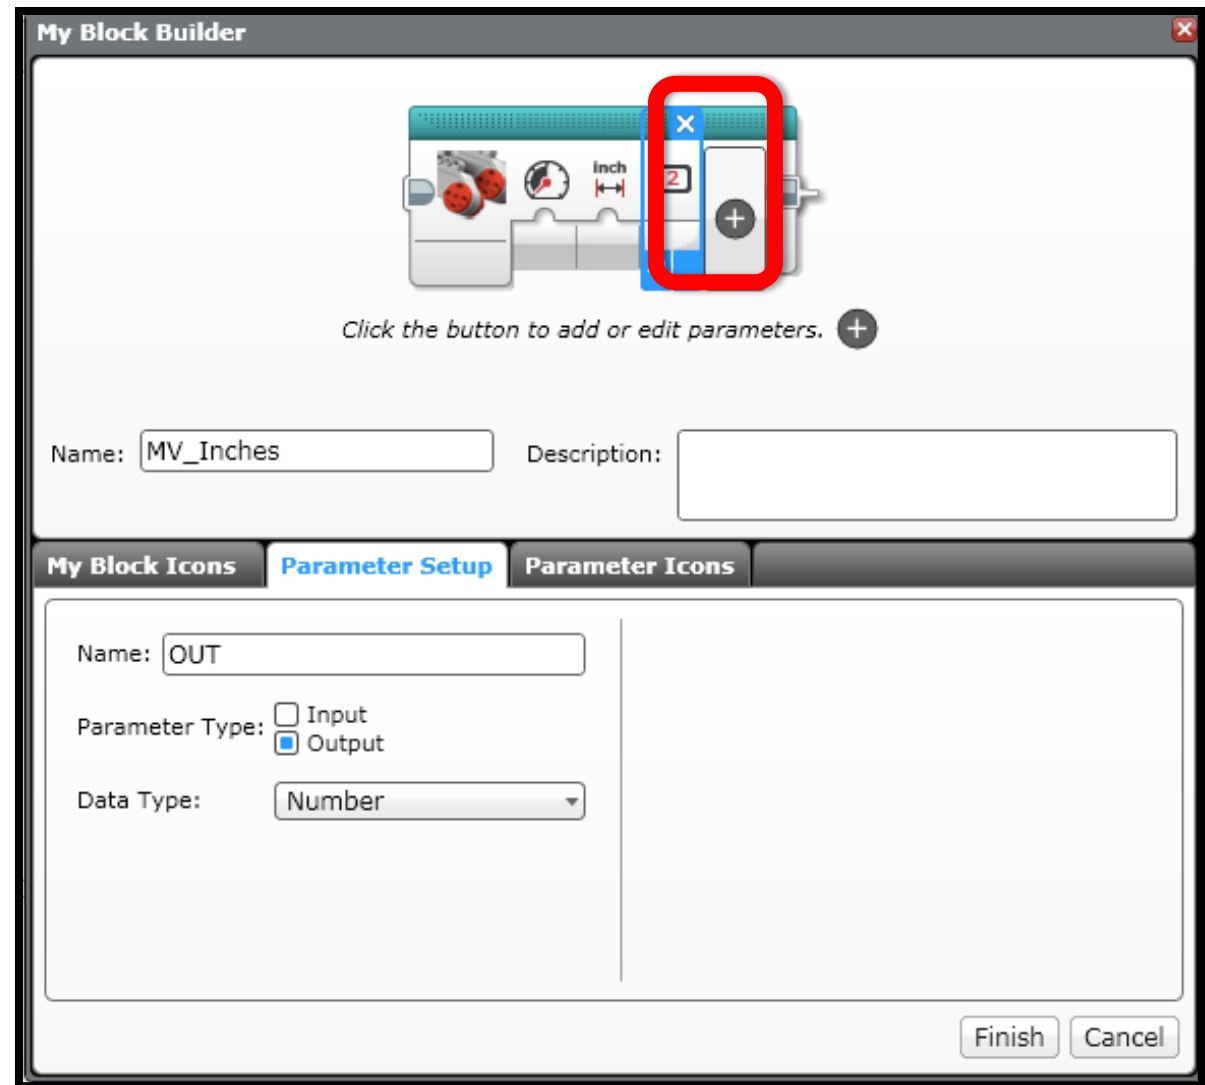 My Block Builder
inch
2
Click the button to add or edit parameters.
Name: MV_Inches Description:
My Block Icons Parameter Setup Parameter Icons
Name: OUT
Parameter Type: Input
Output
Data Type: Number
Finish Cancel